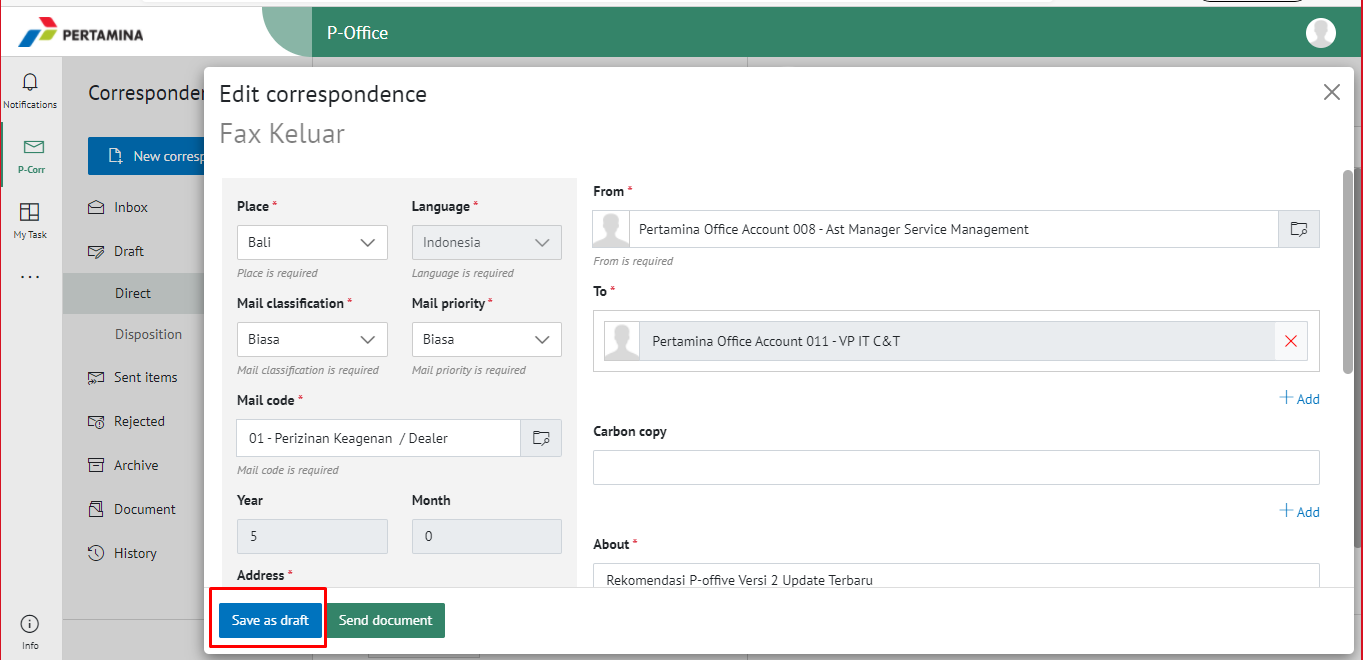 PERTAMINA
P-Office
Notifications
P-Corr
My Task
Info
Corresponden
New corresp
Inbox
Draft
Direct
Disposition
Sent items
Rejected
Archive
Document
History
Edit correspondence
Fax Keluar
Place *
Language *
Bali
Indonesia
Place is required
Language is required
Mail classification *
Mail priority *
Biasa
Biasa
Mail classification is required
Mail priority is required
Mail code *
01 - Perizinan Keagenan / Dealer
Mail code is required
Year
Month
5
0
Address *
From *
Pertamina Office Account 008 - Ast Manager Service Management
From is required
To *
Pertamina Office Account 011 - VP IT C&T
Add
Carbon copy
Add
About *
Rekomendasi P-offive Versi 2 Update Terbaru
Save as draft
Send document